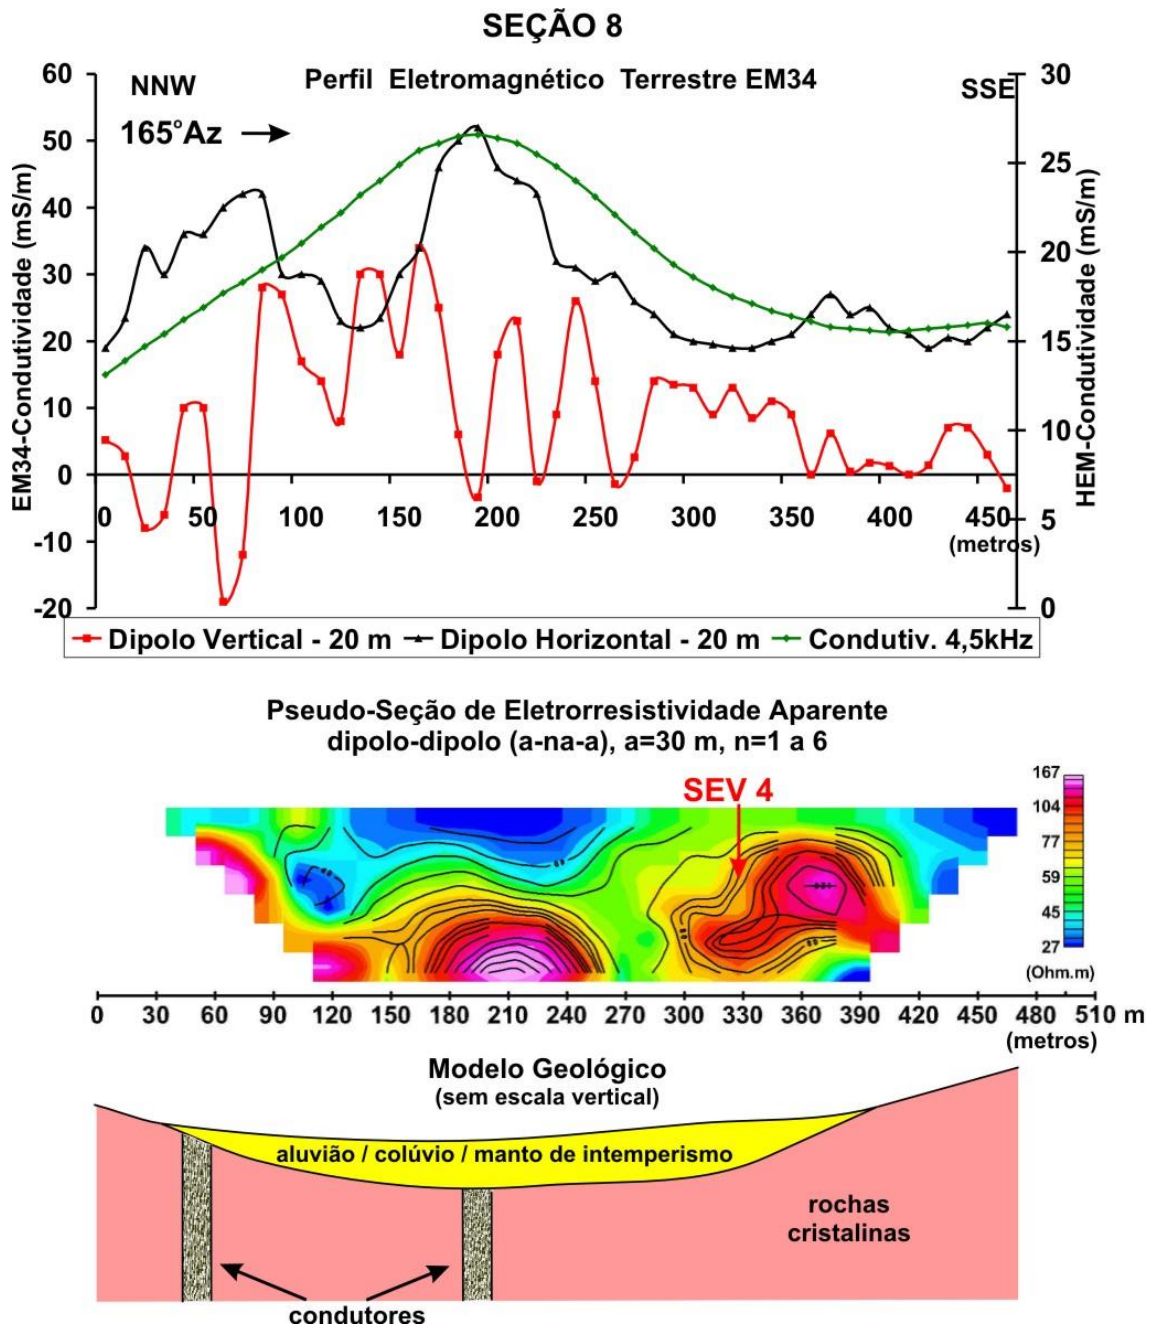 SEÇÃO 8
Perfil Eletromagnético Terrestre EM34
NNW
SSE
165°Az
EM34-Condutividade (mS/m)
60
50
40
30
20
10
0
-10
-20
HEM-Condutividade (mS/m)
30
25
20
15
10
5
0
0 50 100 150 200 250 300 350 400 450
(metros)
Dipolo Vertical - 20 m Dipolo Horizontal - 20 m Condutiv. 4,5kHz
Pseudo-Seção de Eletrorresistividade Aparente
dipolo-dipolo (a-na-a), a=30 m, n=1 a 6
SEV 4
167
104
77
59
45
27
(Ohm.m)
0 30 60 90 120 150 180 210 240 270 300 330 360 390 420 450 480 510 m
(metros)
Modelo Geológico
(sem escala vertical)
aluvião / colúvio / manto de intemperismo
rochas
cristalinas
condutores